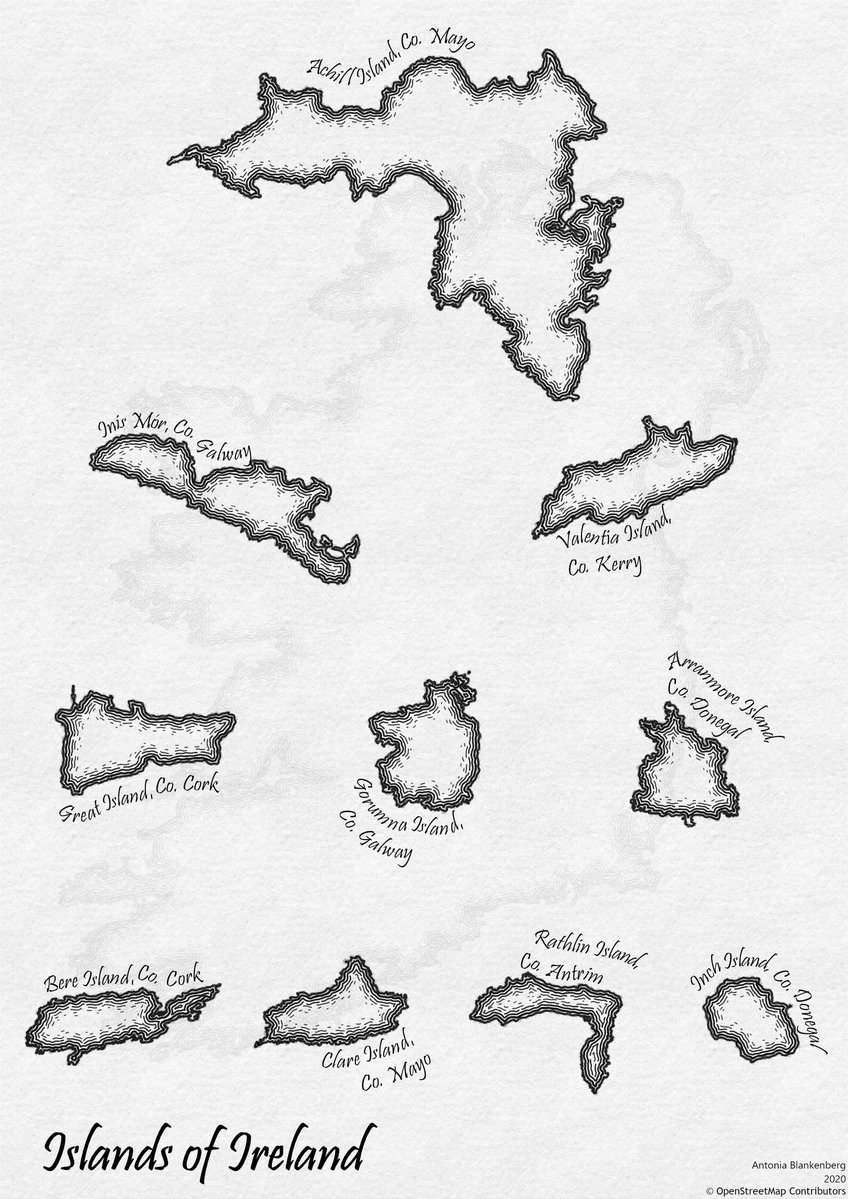 Achill Island, Co. Mayo
Inis Mór, Co. Galway
Valentia Island,
Co. Kerry
Great Island, Co. Cork
Gorumna Island,
Co. Galway
Arranmore Island,
Co. Donegal
Bere Island, Co. Cork
Clare Island,
Co. Mayo
Rathlin Island,
Co. Antrim
Inch Island, Co. Donegal
Islands of Ireland
Antonia Blankenberg
2020
© OpenStreetMap Contributors